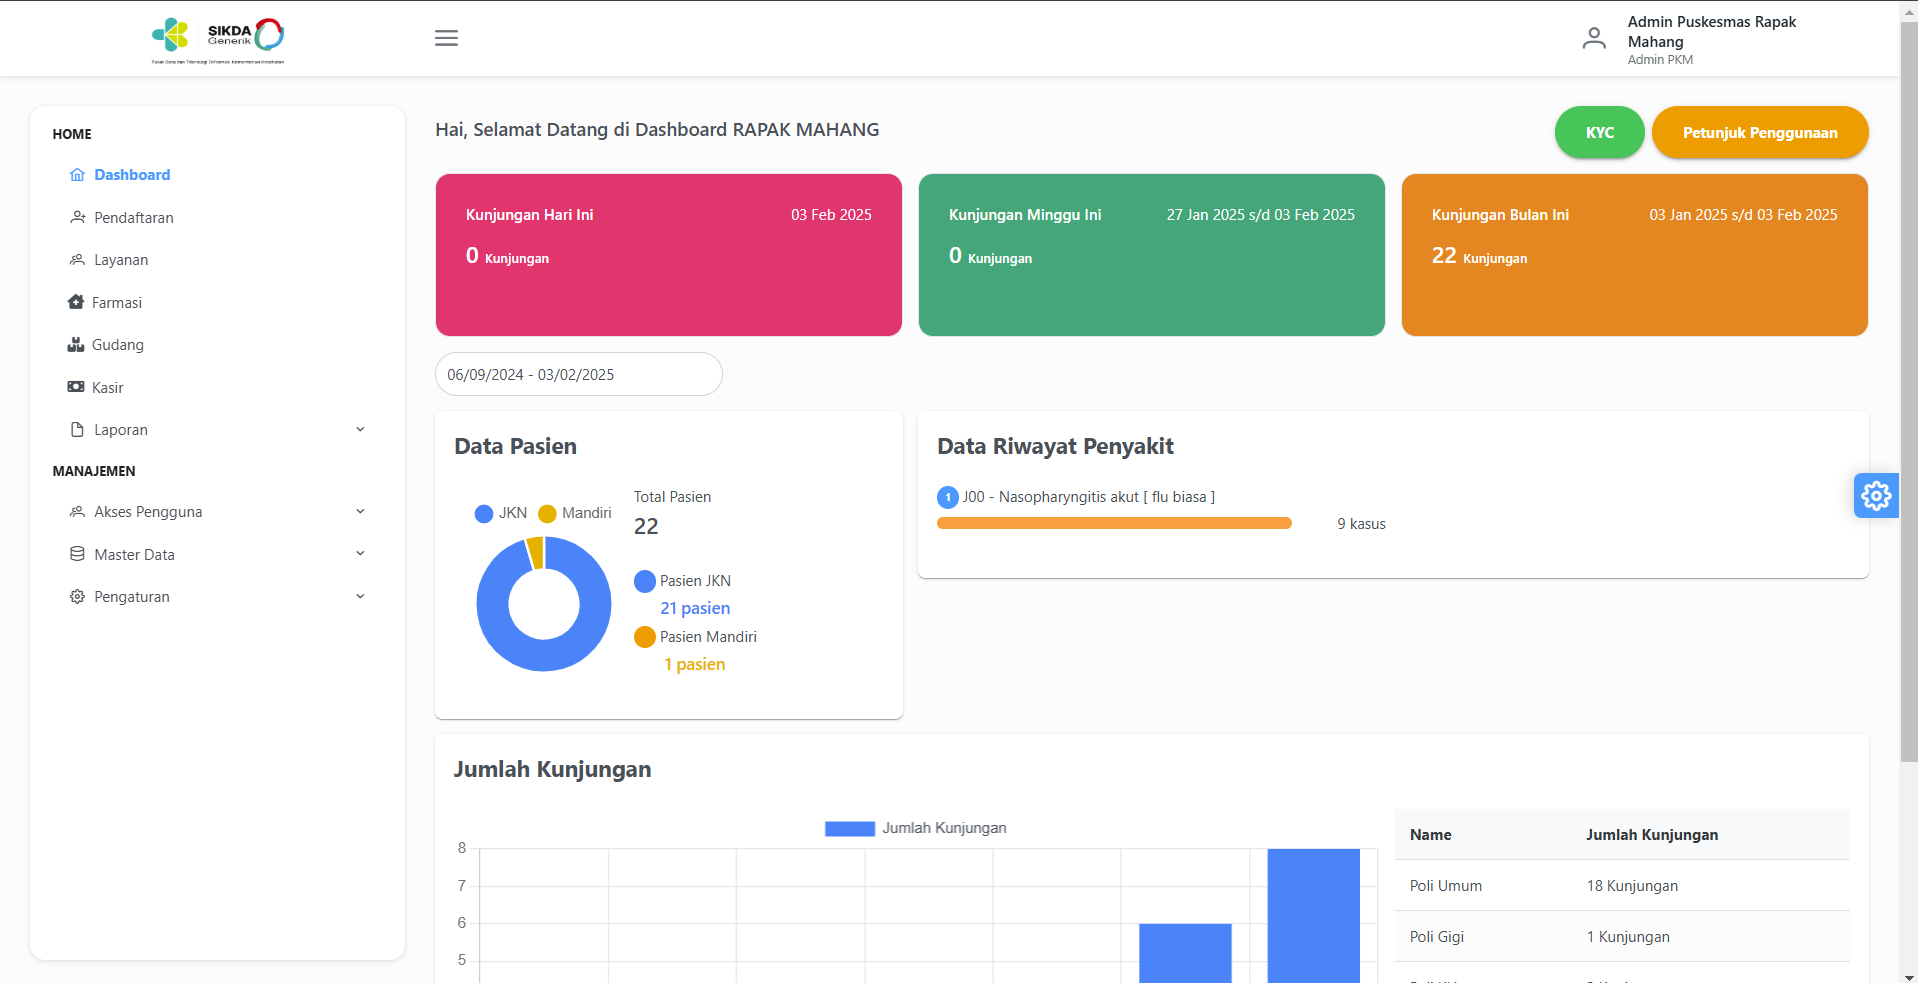 SIKDA
Generik
Pusat Data dan Teknologi Informasi Kementerian Kesehatan
Admin Puskesmas Rapak
Mahang
Admin PKM
HOME
Dashboard
Pendaftaran
Layanan
Farmasi
Gudang
Kasir
Laporan
MANAJEMEN
Akses Pengguna
Master Data
Pengaturan
Hai, Selamat Datang di Dashboard RAPAK MAHANG
KYC
Petunjuk Penggunaan
Kunjungan Hari Ini 03 Feb 2025
0 Kunjungan
Kunjungan Minggu Ini 27 Jan 2025 s/d 03 Feb 2025
0 Kunjungan
Kunjungan Bulan Ini 03 Jan 2025 s/d 03 Feb 2025
22 Kunjungan
06/09/2024 - 03/02/2025
Data Pasien
JKN Mandiri
Total Pasien
22
Pasien JKN
21 pasien
Pasien Mandiri
1 pasien
Data Riwayat Penyakit
1 J00 - Nasopharyngitis akut [ flu biasa ]
9 kasus
Jumlah Kunjungan
Jumlah Kunjungan
8
7
6
5
Name Jumlah Kunjungan
Poli Umum 18 Kunjungan
Poli Gigi 1 Kunjungan